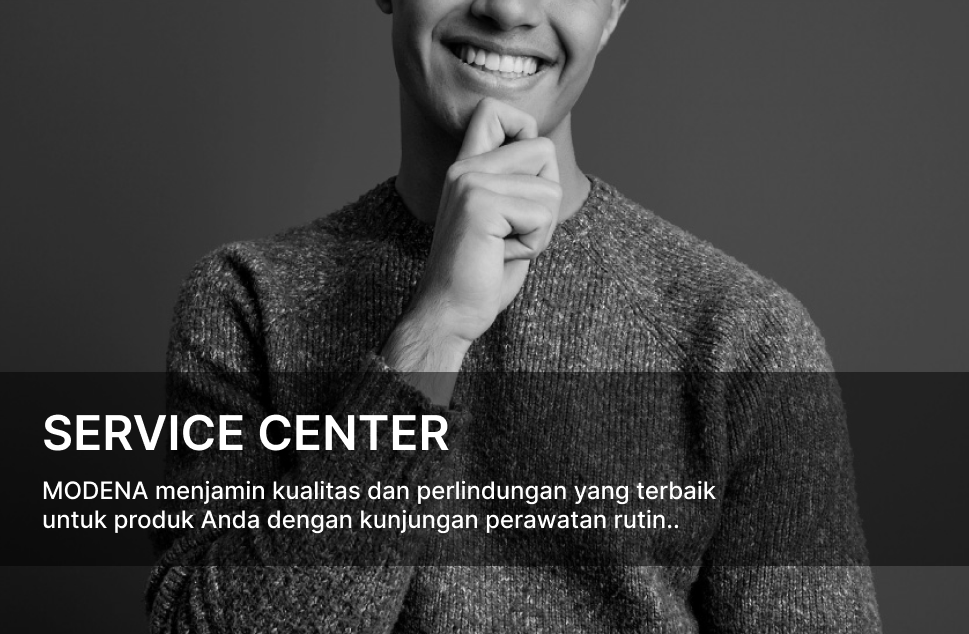 SERVICE CENTER
MODENA menjamin kualitas dan perlindungan yang terbaik
untuk produk Anda dengan kunjungan perawatan rutin..